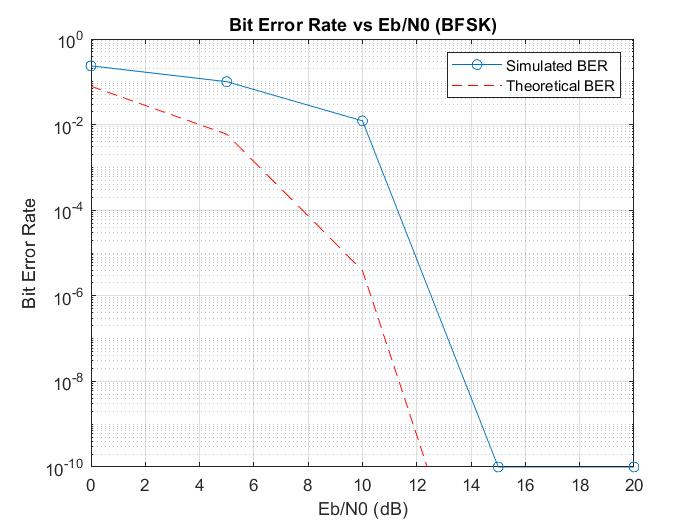 Bit Error Rate vs Eb/N0 (BFSK)
Simulated BER
Theoretical BER
Bit Error Rate
10^0
10^-2
10^-4
10^-6
10^-8
10^-10
0 2 4 6 8 10 12 14 16 18 20
Eb/N0 (dB)